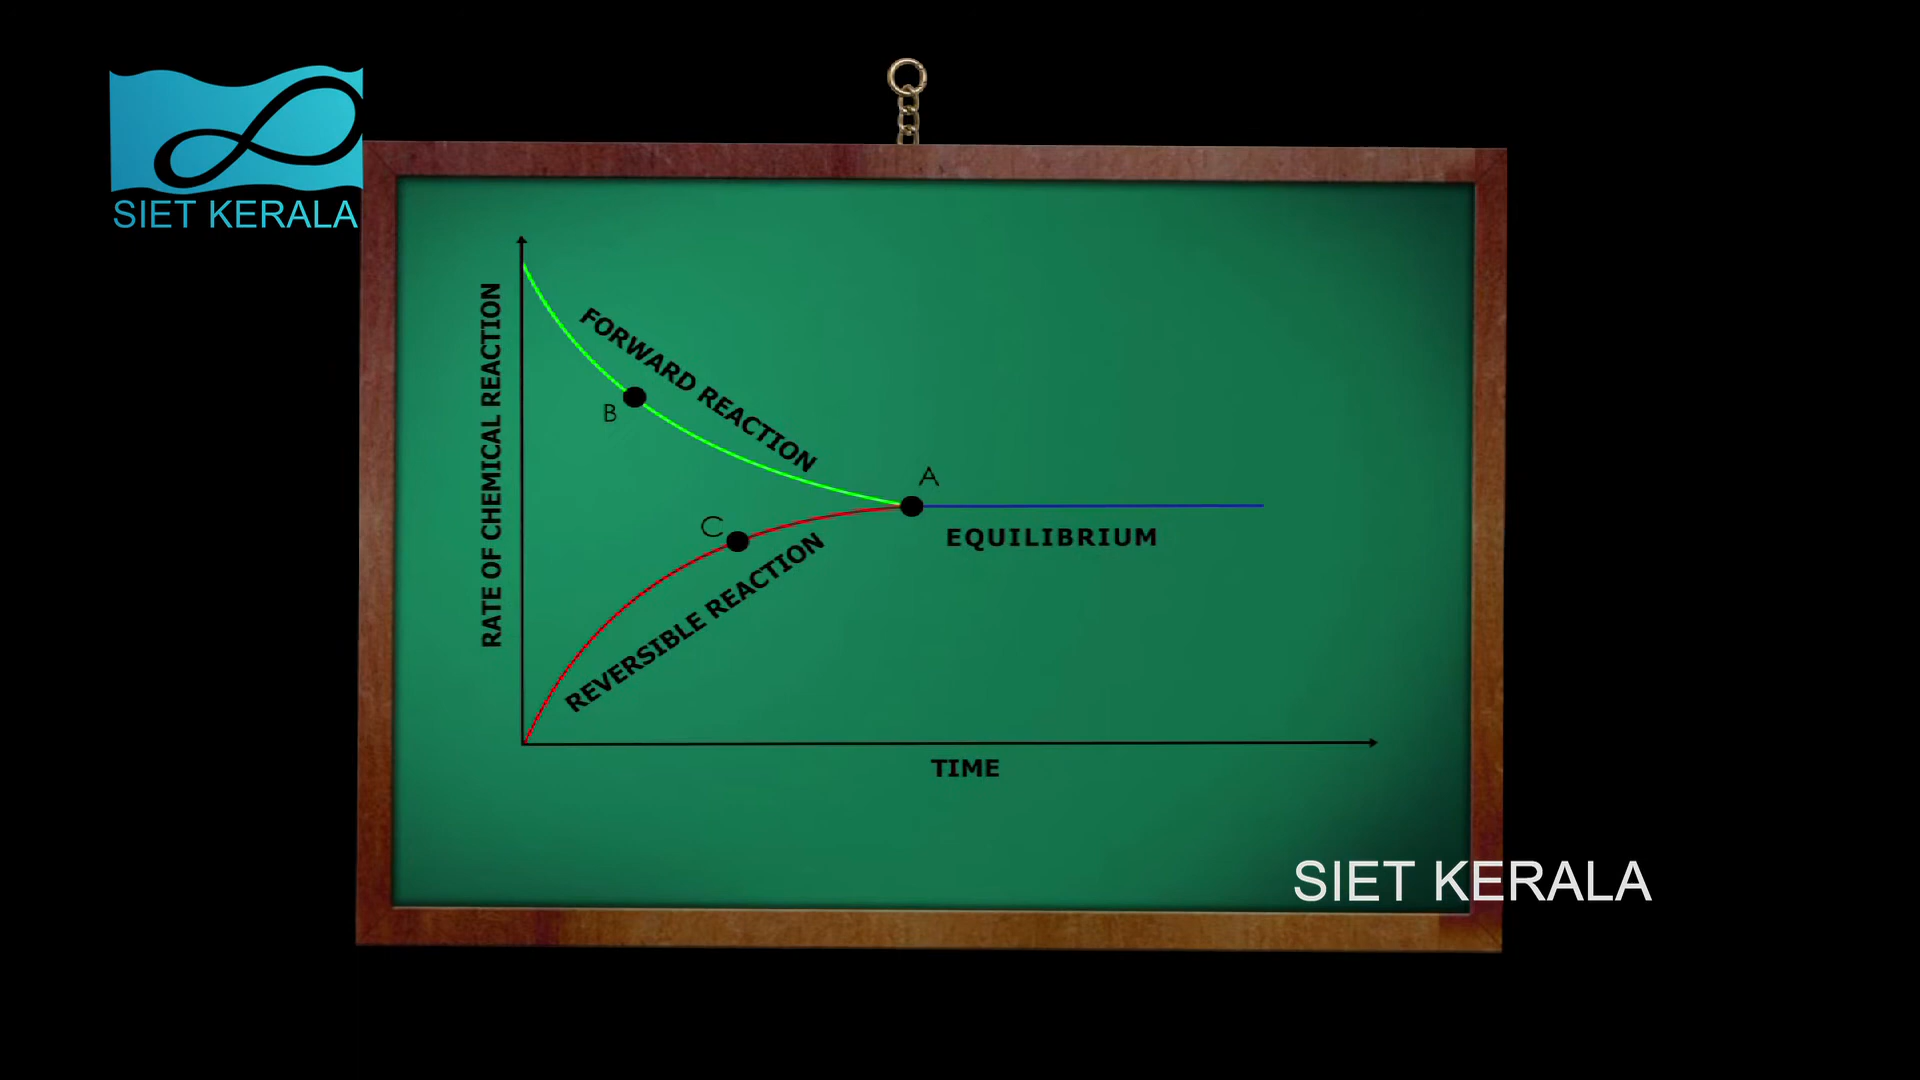 SIET KERALA
RATE OF CHEMICAL REACTION
FORWARD REACTION
B
A
C
EQUILIBRIUM
REVERSIBLE REACTION
TIME
SIET KERALA